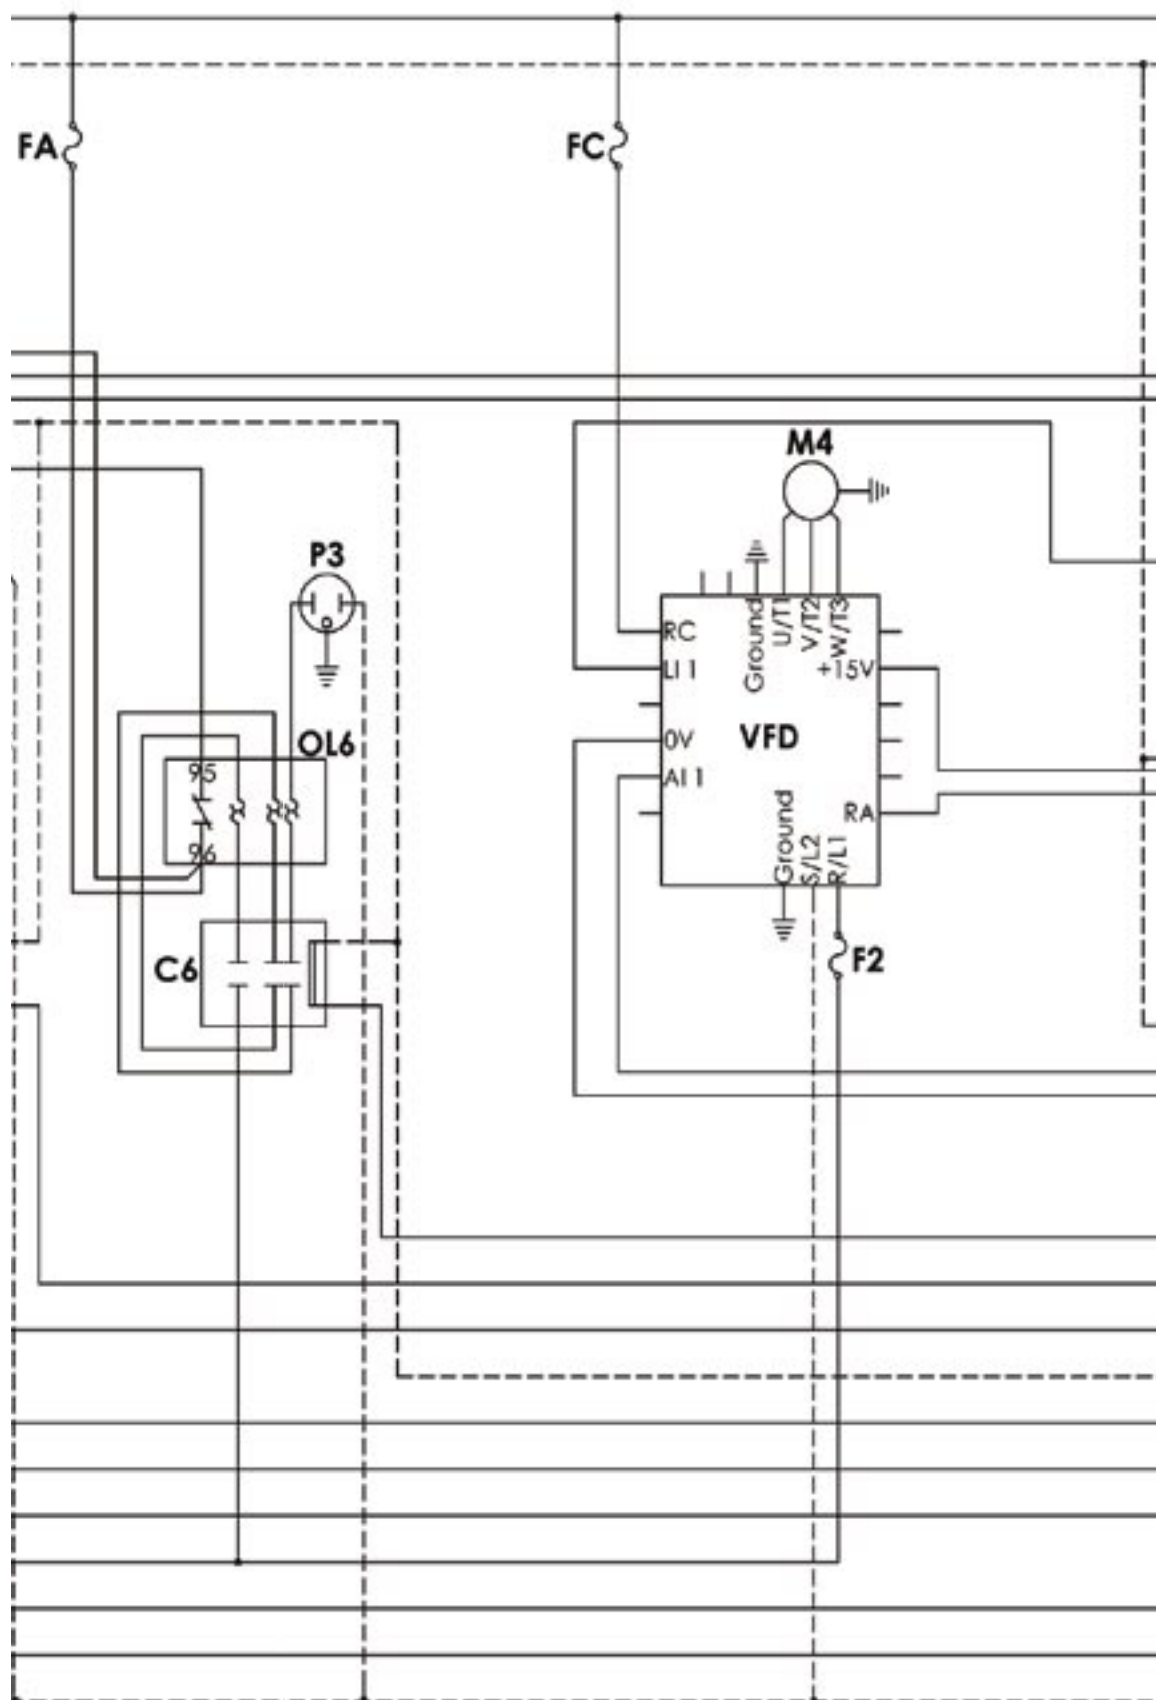 FA
FC
M4
P3
Ground
U/T1
V/T2
W/T3
RC
LI 1
+15V
VFD
0V
AI 1
RA
Ground
S/L2
R/L1
OL6
95
96
C6
F2